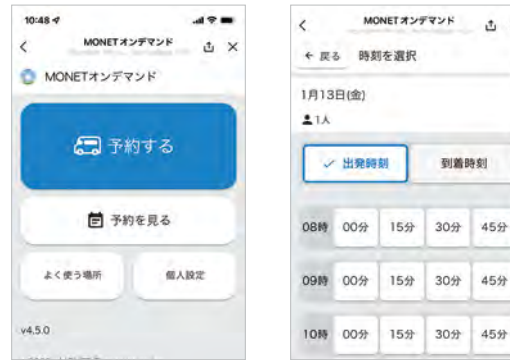 10:48
MONETオンデマンド
MONETオンデマンド
予約する
予約を見る
よく使う場所
個人設定
v4.5.0
MONETオンデマンド
← 戻る 時刻を選択
1月13日(金)
1人
出発時刻 到着時刻
08時 00分 15分 30分 45分
09時 00分 15分 30分 45分
10時 00分 15分 30分 45分